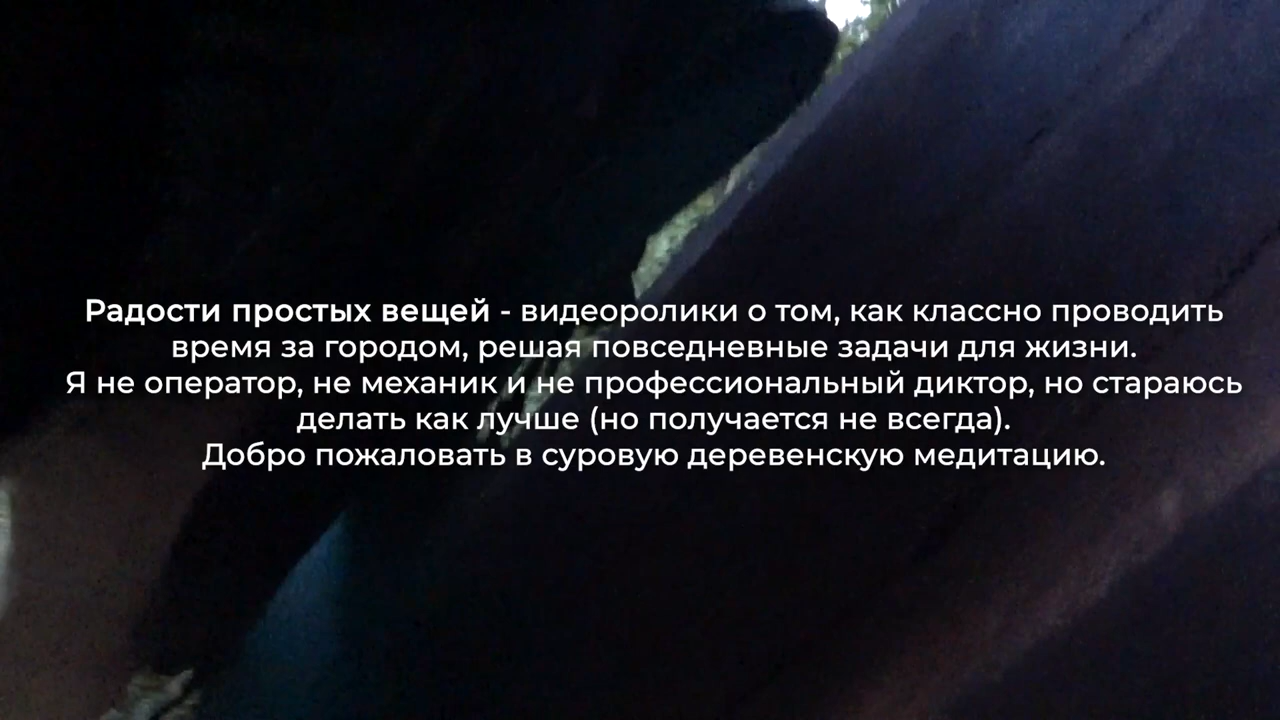 Радости простых вещей - видеоролики о том, как классно проводить
время за городом, решая повседневные задачи для жизни.
Я не оператор, не механик и не профессиональный диктор, но стараюсь
делать как лучше (но получается не всегда).
Добро пожаловать в суровую деревенскую медитацию.